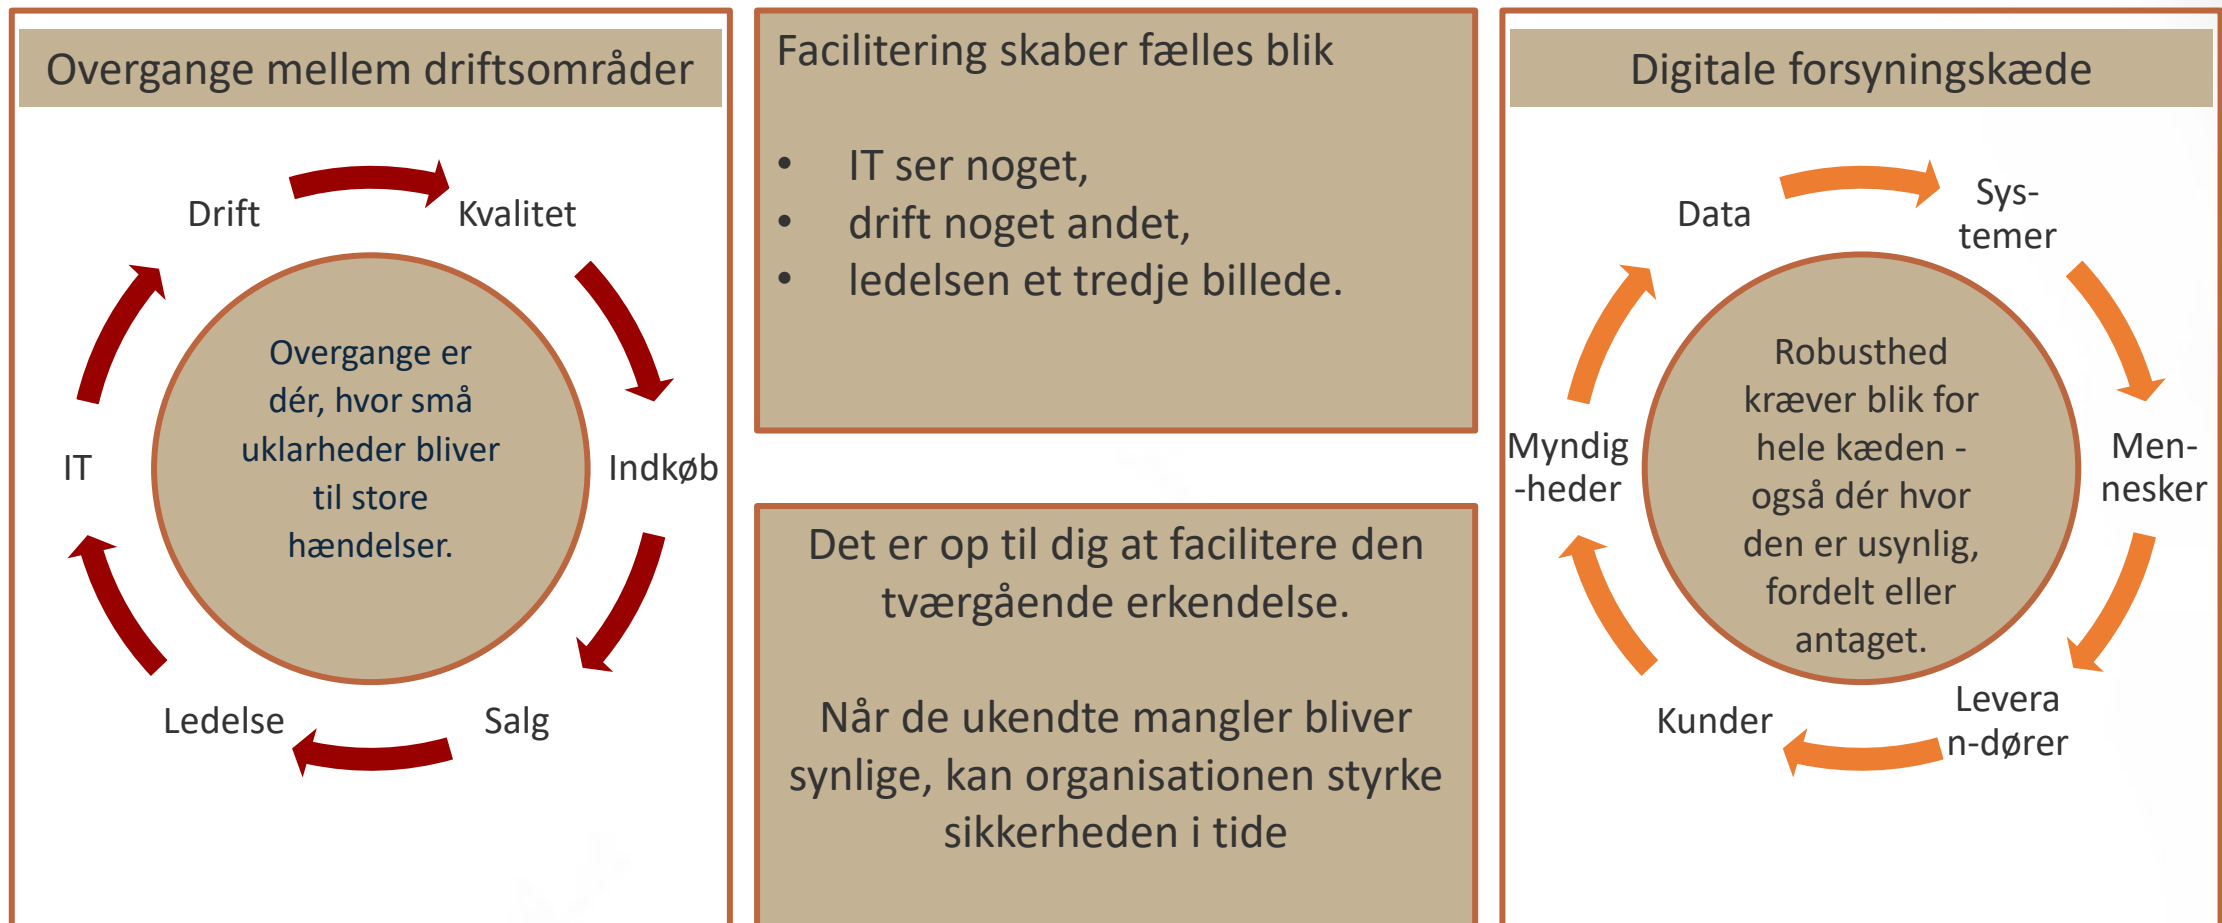 Overgange mellem driftsområder
Drift
Kvalitet
Indkøb
Salg
Ledelse
IT
Overgange er
dér, hvor små
uklarheder bliver
til store
hændelser.
Facilitering skaber fælles blik
• IT ser noget,
• drift noget andet,
• ledelsen et tredje billede.
Det er op til dig at facilitere den
tværgående erkendelse.
Når de ukendte mangler bliver
synlige, kan organisationen styrke
sikkerheden i tide
Digitale forsyningskæde
Data
Sys-
temer
Men-
nesker
Levera
n-dører
Kunder
Myndig
-heder
Robusthed
kræver blik for
hele kæden -
også dér hvor
den er usynlig,
fordelt eller
antaget.